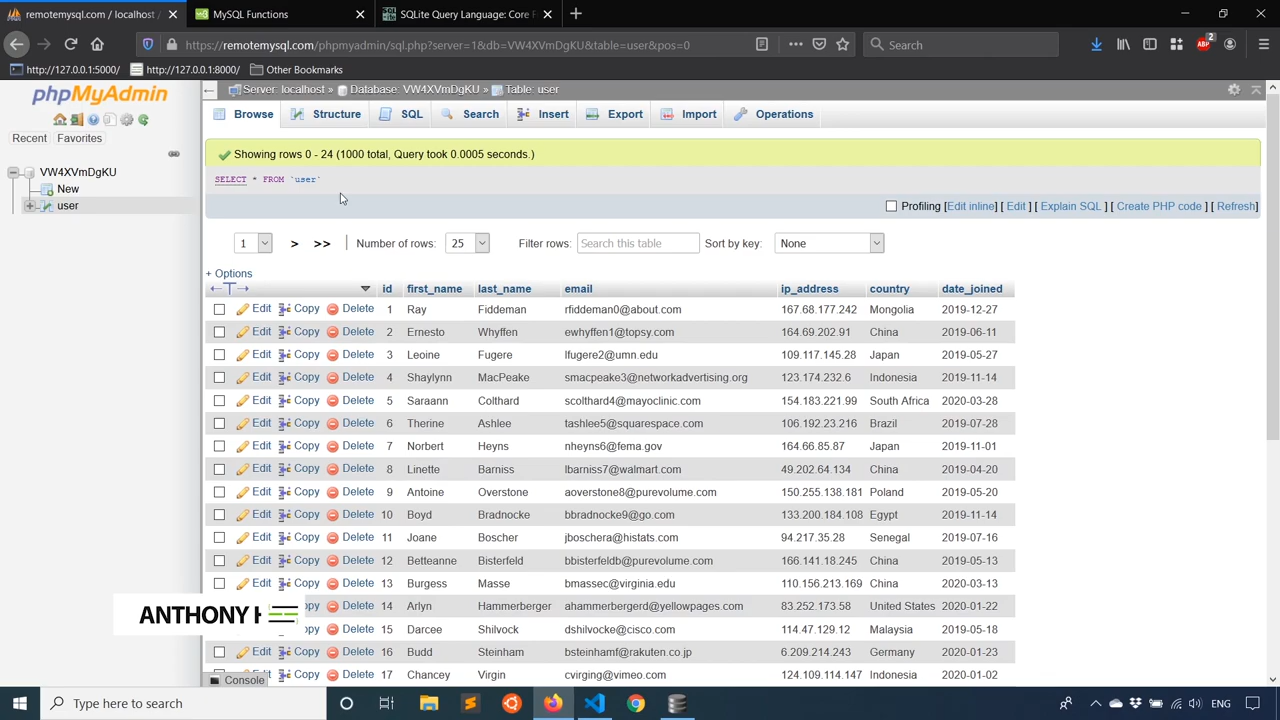 remotemysql.com / localhost /
MySQL Functions
SQLite Query Language: Core F
https://remotemysql.com/phpmyadmin/sql.php?server=1&db=VW4XVmDgKU&table=user&pos=0
Search
ABP
2
http://127.0.0.1:5000/
http://127.0.0.1:8000/
Other Bookmarks
phpMyAdmin
Recent
Favorites
VW4XVmDgKU
New
user
Server: localhost » Database: VW4XVmDgKU » Table: user
Browse Structure SQL Search Insert Export Import Operations
Showing rows 0 - 24 (1000 total, Query took 0.0005 seconds.)
SELECT * FROM `user`
Profiling [Edit inline] [ Edit ] [ Explain SQL ] [ Create PHP code ] [ Refresh]
1 > >> Number of rows: 25 Filter rows: Search this table Sort by key: None
+ Options
←T→ id first_name last_name email ip_address country date_joined
Edit Copy Delete 1 Ray Fiddeman rfiddeman0@about.com 167.68.177.242 Mongolia 2019-12-27
Edit Copy Delete 2 Ernesto Whyffen ewhyffen1@topsy.com 164.69.202.91 China 2019-06-11
Edit Copy Delete 3 Leoine Fugere lfugere2@umn.edu 109.117.145.28 Japan 2019-05-27
Edit Copy Delete 4 Shaylynn MacPeake smacpeake3@networkadvertising.org 123.174.232.6 Indonesia 2019-11-14
Edit Copy Delete 5 Saraann Colthard scolthard4@mayoclinic.com 154.183.221.99 South Africa 2020-03-28
Edit Copy Delete 6 Therine Ashlee tashlee5@squarespace.com 106.192.23.216 Brazil 2019-07-28
Edit Copy Delete 7 Norbert Heyns nheyns6@fema.gov 164.66.85.87 Japan 2019-11-01
Edit Copy Delete 8 Linette Barniss lbarniss7@walmart.com 49.202.64.134 China 2019-04-20
Edit Copy Delete 9 Antoine Overstone aoverstone8@purevolume.com 150.255.138.181 Poland 2019-05-20
Edit Copy Delete 10 Boyd Bradnocke bbradnocke9@go.com 133.200.184.108 Egypt 2019-11-14
Edit Copy Delete 11 Joane Boscher jboschera@histats.com 94.217.35.28 Senegal 2019-07-16
Edit Copy Delete 12 Betteanne Bisterfeld bbisterfeldb@purevolume.com 166.141.18.245 China 2019-05-13
Edit Copy Delete 13 Burgess Masse bmassec@virginia.edu 110.156.213.169 China 2020-03-13
ppy Delete 14 Arlyn Hammerberger ahammerbergerd@yellowpages.com 83.252.173.58 United States 2020-01-22
ANTHONY
ppy Delete 15 Darcee Shilvock dshilvocke@cisco.com 114.47.129.12 Malaysia 2019-05-18
Edit Copy Delete 16 Budd Steinham bsteinhamf@rakuten.co.jp 6.209.214.243 Germany 2020-01-23
Edit Copy Delete 17 Chancey Virgin cvirging@vimeo.com 124.109.114.147 Indonesia 2020-01-02
Console
Type here to search
ENG